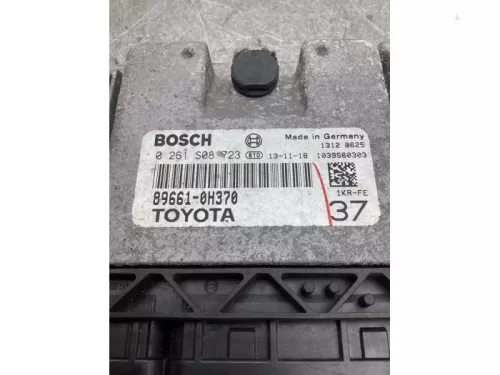 BOSCH Made in Germany
1312 0625
0 261 S08 723 E1D 13-11-18 1039S60303
89661-0H370 1KR-FE
TOYOTA 37